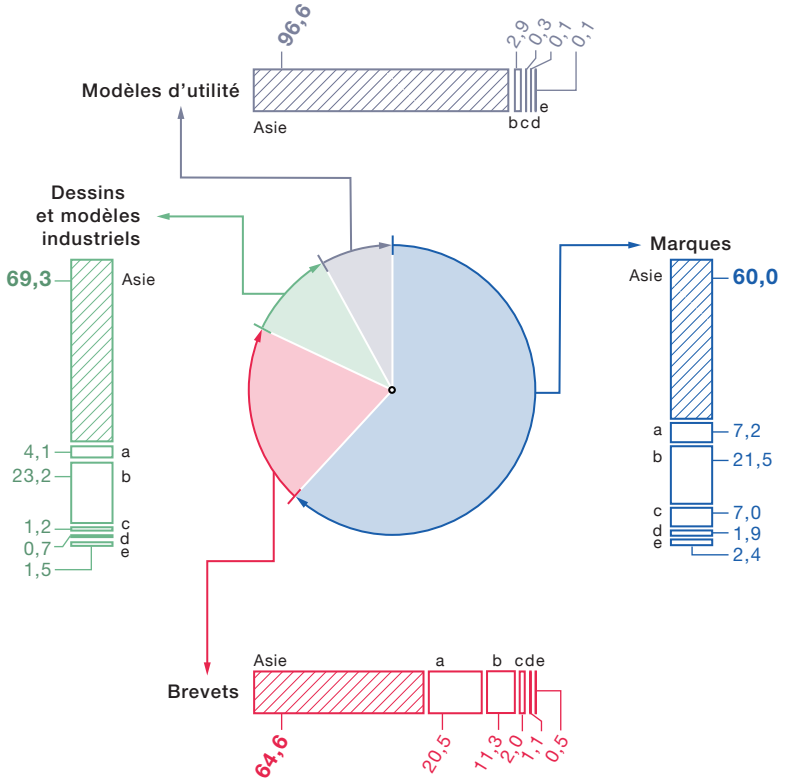 96,6
2,9
0,3
0,1
0,1
Modèles d’utilité
Asie
b c d
e
Dessins
et modèles
industriels
69,3
Asie
4,1
a
23,2
b
1,2
c
0,7
d
1,5
e
Marques
Asie
60,0
a
7,2
b
21,5
c
7,0
d
1,9
e
2,4
Asie
a
b
c d e
Brevets
64,6
20,5
11,3
2,0
1,1
0,5